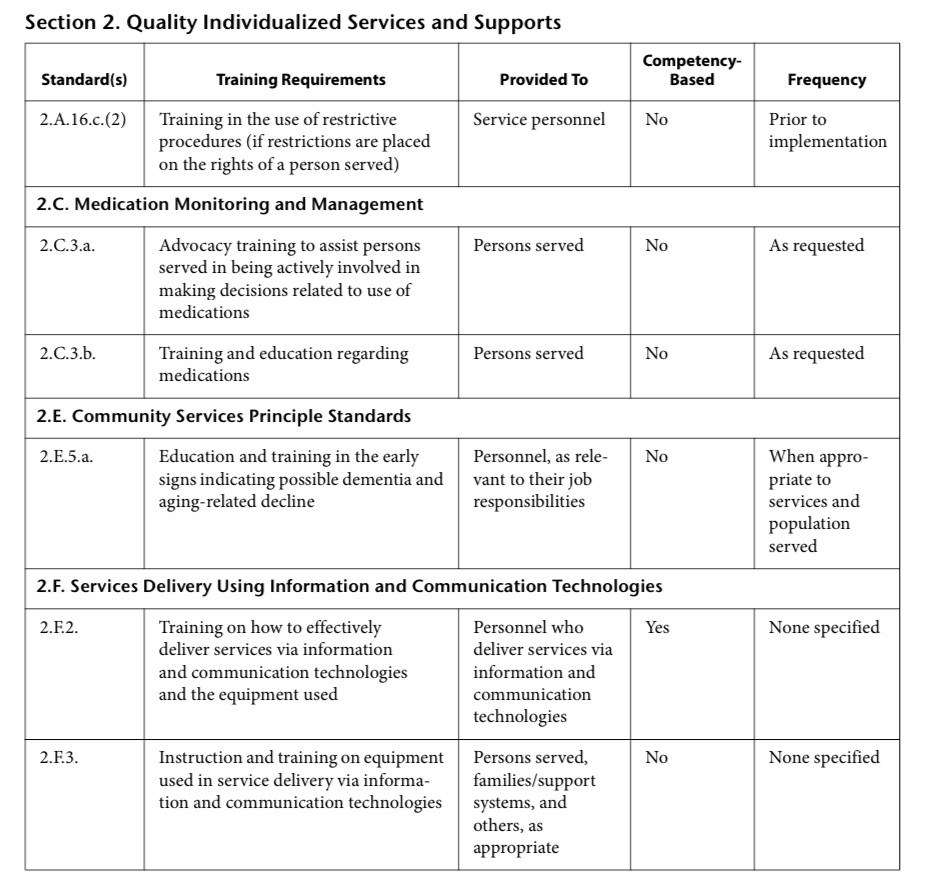 Section 2. Quality Individualized Services and Supports
Standard(s) Training Requirements Provided To Competency-Based Frequency
2.A.16.c.(2)
Training in the use of restrictive
procedures (if restrictions are placed
on the rights of a person served)
Service personnel
No
Prior to
implementation
2.C. Medication Monitoring and Management
2.C.3.a.
Advocacy training to assist persons
served in being actively involved in
making decisions related to use of
medications
Persons served
No
As requested
2.C.3.b.
Training and education regarding
medications
Persons served
No
As requested
2.E. Community Services Principle Standards
2.E.5.a.
Education and training in the early
signs indicating possible dementia and
aging-related decline
Personnel, as rele-
vant to their job
responsibilities
No
When appro-
priate to
services and
population
served
2.F. Services Delivery Using Information and Communication Technologies
2.F.2.
Training on how to effectively
deliver services via information
and communication technologies
and the equipment used
Personnel who
deliver services via
information and
communication
technologies
Yes
None specified
2.F.3.
Instruction and training on equipment
used in service delivery via informa-
tion and communication technologies
Persons served,
families/support
systems, and
others, as
appropriate
No
None specified